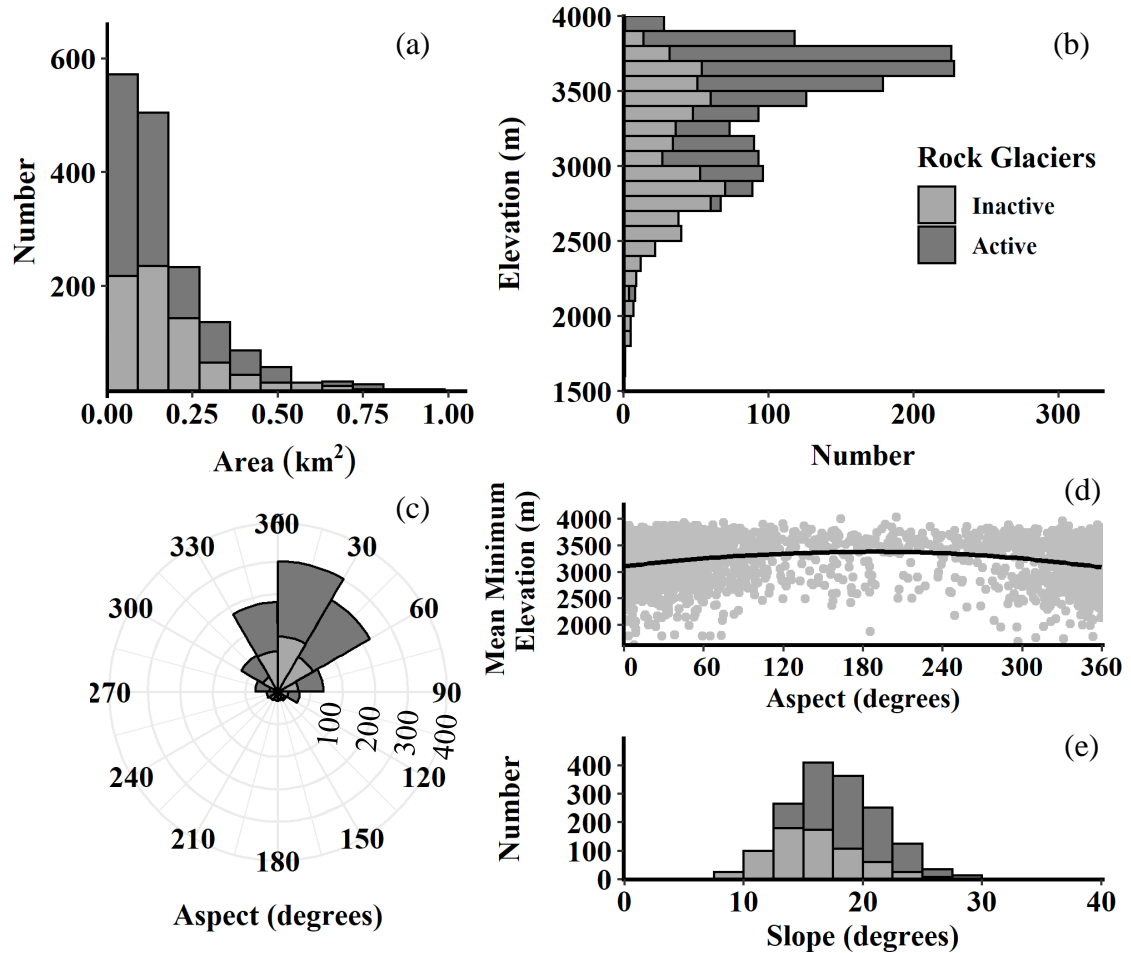 (a)
600
400
200
Number
0.00 0.25 0.50 0.75 1.00
Area (km²)
(b)
4000
3500
3000
2500
2000
1500
Elevation (m)
0 100 200 300
Number
Rock Glaciers
Inactive
Active
(c)
360
30
60
90
120
150
180
210
240
270
300
330
100
200
300
400
Aspect (degrees)
(d)
4000
3500
3000
2500
2000
Mean Minimum
Elevation (m)
0 60 120 180 240 300 360
Aspect (degrees)
(e)
400
300
200
100
0
Number
0 10 20 30 40
Slope (degrees)